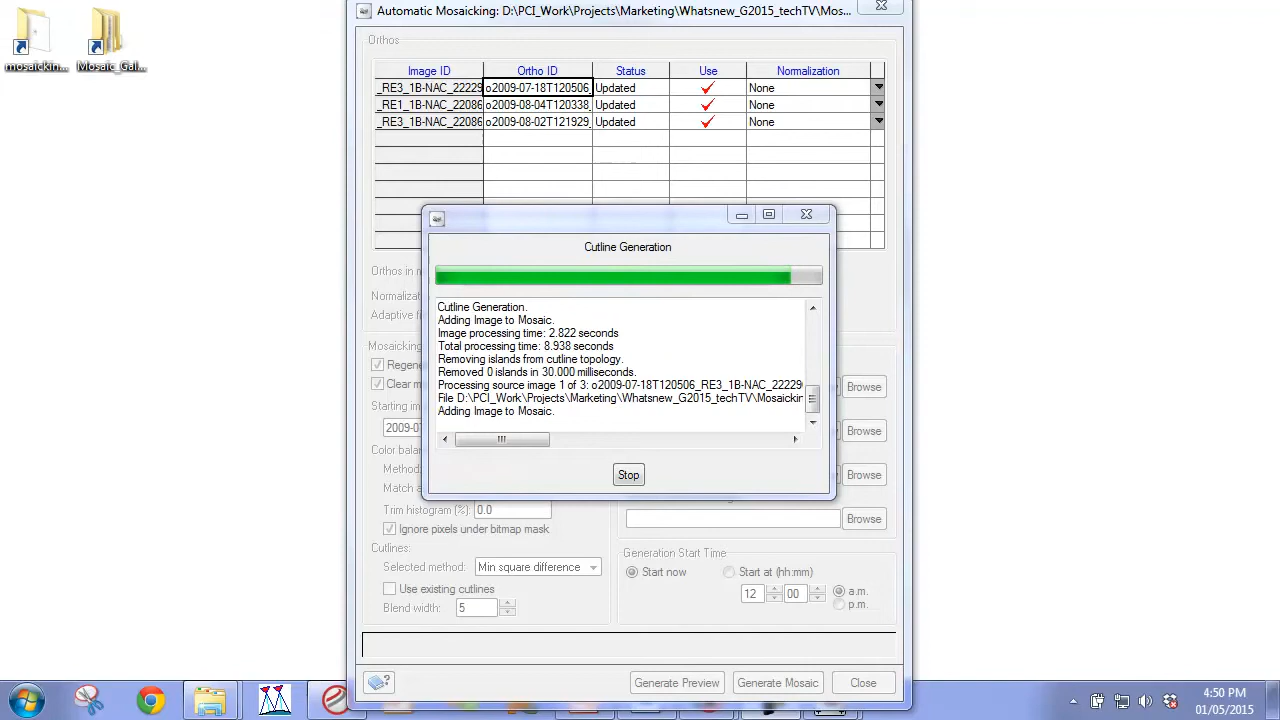 Automatic Mosaicking: D:\PCI_Work\Projects\Marketing\Whatsnew_G2015_techTV\Mos...
mosaickin...
Mosaic_Gal...
Orthos
Image ID Ortho ID Status Use Normalization
_RE3_1B-NAC_22229 o2009-07-18T120506_ Updated None
_RE1_1B-NAC_22086 o2009-08-04T120338_ Updated None
_RE3_1B-NAC_22086 o2009-08-02T121929_ Updated None
Cutline Generation
Orthos in m
Normaliza
Adaptive fi
Cutline Generation.
Adding Image to Mosaic.
Image processing time: 2.822 seconds
Total processing time: 8.938 seconds
Removing islands from cutline topology.
Removed 0 islands in 30.000 milliseconds.
Processing source image 1 of 3: o2009-07-18T120506_RE3_1B-NAC_22229
File D:\PCI_Work\Projects\Marketing\Whatsnew_G2015_techTV\Mosaickin
Adding Image to Mosaic.
Stop
Mosaicking
Regene
Clear m
Starting im
2009-07
Color balan
Method:
Match a
Trim histogram (%): 0.0
Ignore pixels under bitmap mask
Cutlines:
Selected method: Min square difference
Use existing cutlines
Blend width: 5
Browse
Browse
Browse
Browse
Generation Start Time
Start now Start at (hh:mm)
12 00 a.m.
p.m.
Generate Preview Generate Mosaic Close
4:50 PM
01/05/2015